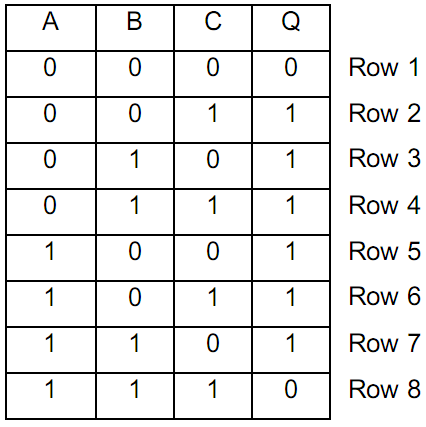 A B C Q
0 0 0 0 Row 1
0 0 1 1 Row 2
0 1 0 1 Row 3
0 1 1 1 Row 4
1 0 0 1 Row 5
1 0 1 1 Row 6
1 1 0 1 Row 7
1 1 1 0 Row 8